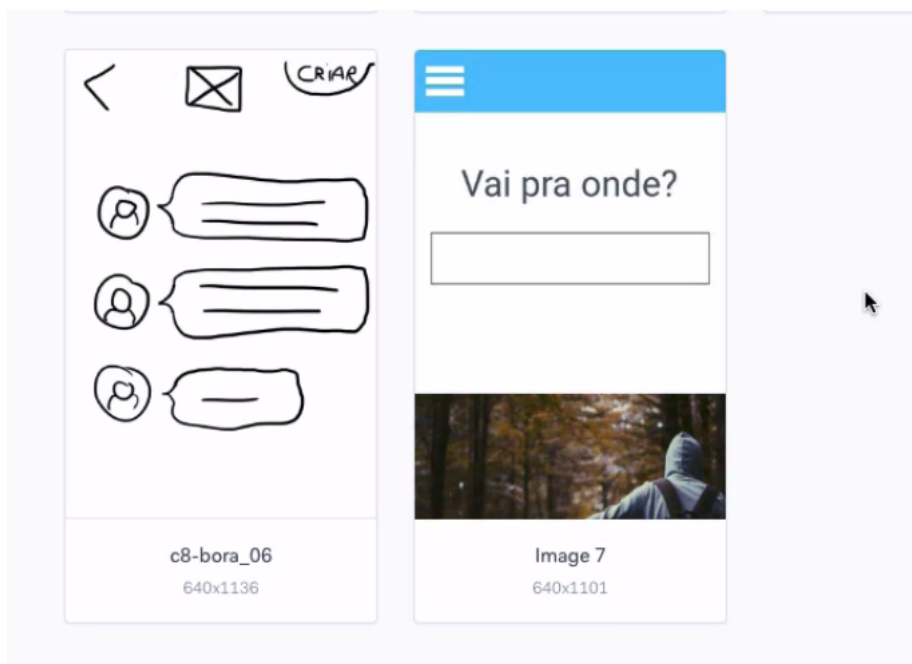 CRIAR
Vai pra onde?
c8-bora_06
640x1136
Image 7
640x1101